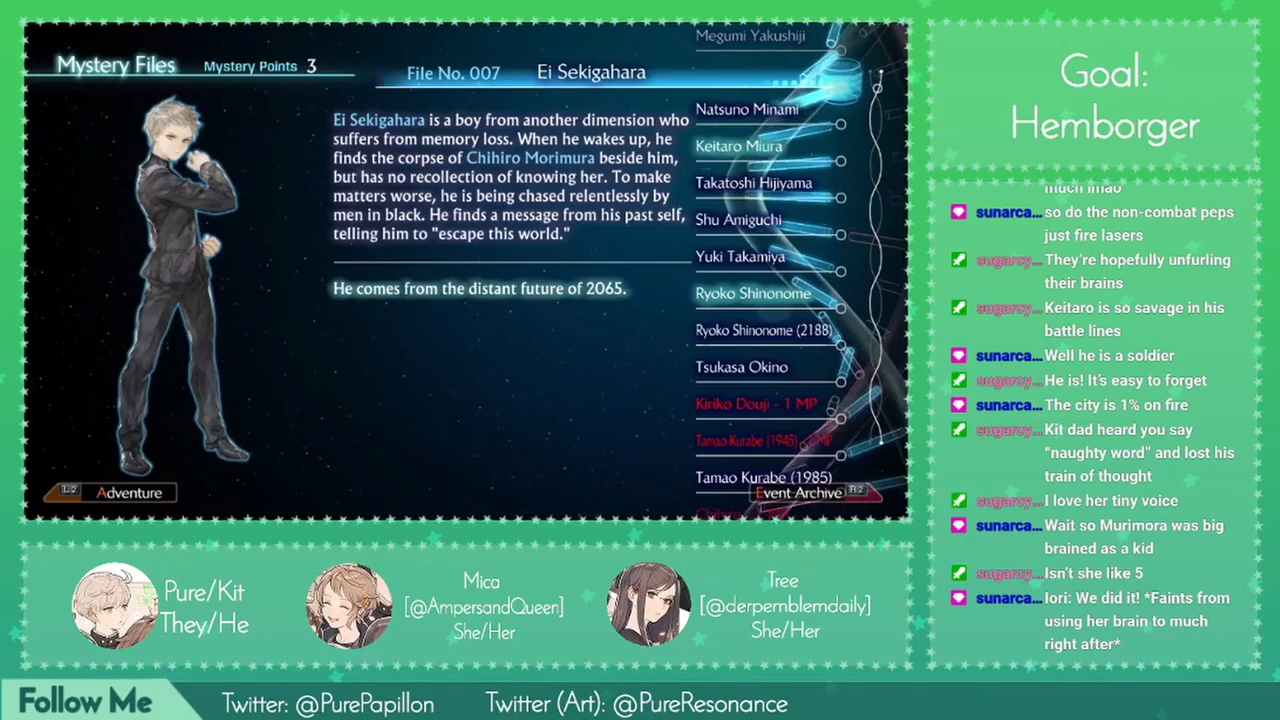 Mystery Files
Mystery Points 3
File No. 007
Ei Sekigahara
Ei Sekigahara is a boy from another dimension who
suffers from memory loss. When he wakes up, he
finds the corpse of Chihiro Morimura beside him,
but has no recollection of knowing her. To make
matters worse, he is being chased relentlessly by
men in black. He finds a message from his past self,
telling him to "escape this world."
He comes from the distant future of 2065.
Megumi Yakushiji
Natsuno Minami
Keitaro Miura
Takatoshi Hijiyama
Shu Amiguchi
Yuki Takamiya
Ryoko Shinonome
Ryoko Shinonome (2188)
Tsukasa Okino
Kiriko Douji - 1 MP
Tamao Kurabe (1945) - 1 MP
Tamao Kurabe (1985)
L2 Adventure
Event Archive R2
Goal:
Hemborger
much lmao
sunarca... so do the non-combat peps
just fire lasers
sugarcy... They're hopefully unfurling
their brains
sugarcy... Keitaro is so savage in his
battle lines
sunarca... Well he is a soldier
sugarcy... He is! It's easy to forget
sunarca... The city is 1% on fire
sugarcy... Kit dad heard you say
"naughty word" and lost his
train of thought
sugarcy... I love her tiny voice
sunarca... Wait so Murimora was big
brained as a kid
sugarcy... Isn't she like 5
sunarca... Iori: We did it! *Faints from
using her brain to much
right after*
Pure/Kit
They/He
Mica
[@AmpersandQueen]
She/Her
Tree
[@derpemblemdaily]
She/Her
Follow Me
Twitter: @PurePapillon
Twitter (Art): @PureResonance